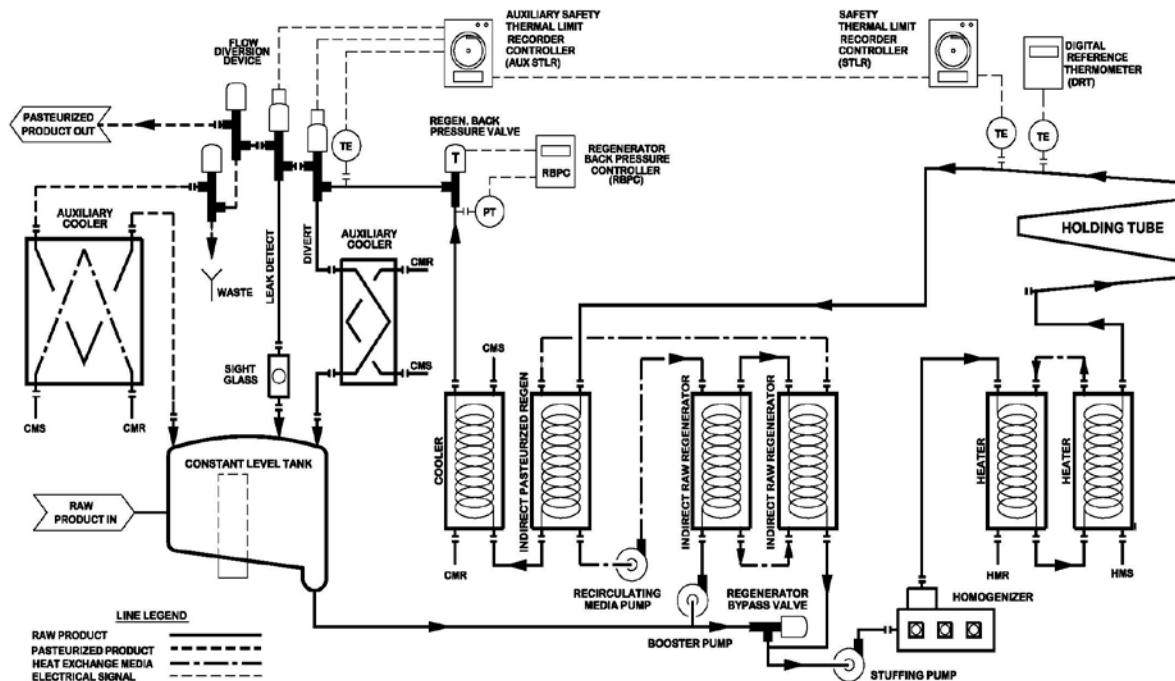 AUXILIARY SAFETY
THERMAL LIMIT
RECORDER
CONTROLLER
(AUX STLR)
SAFETY
THERMAL LIMIT
RECORDER
CONTROLLER
(STLR)
DIGITAL
REFERENCE
THERMOMETER
(DRT)
FLOW
DIVERSION
DEVICE
PASTEURIZED
PRODUCT OUT
REGEN. BACK
PRESSURE VALVE
T
RBPC
REGENERATOR
BACK PRESSURE
CONTROLLER
(RBPC)
TE
TE
TE
PT
HOLDING TUBE
AUXILIARY
COOLER
WASTE
LEAK DETECT
DIVERT
AUXILIARY
COOLER
CMR
CMS
SIGHT
GLASS
CMS
CMR
CMS
COOLER
INDIRECT PASTEURIZED REGEN
INDIRECT RAW REGENERATOR
INDIRECT RAW REGENERATOR
HEATER
HEATER
CONSTANT LEVEL TANK
RAW
PRODUCT IN
CMR
RECIRCULATING
MEDIA PUMP
REGENERATOR
BYPASS VALVE
HMR
HMS
HOMOGENIZER
BOOSTER PUMP
STUFFING PUMP
LINE LEGEND
RAW PRODUCT
PASTEURIZED PRODUCT
HEAT EXCHANGE MEDIA
ELECTRICAL SIGNAL